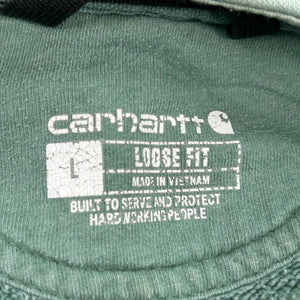 carhartt
L LOOSE FIT
MADE IN VIETNAM
BUILT TO SERVE AND PROTECT
HARD WORKING PEOPLE